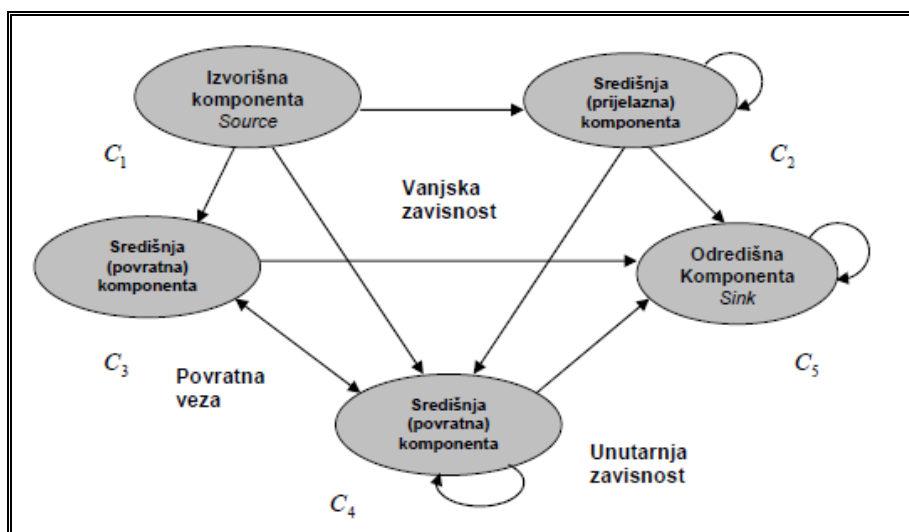 Izvorišna
komponenta
Source
C1
Središnja
(prijelazna)
komponenta
C2
Vanjska
zavisnost
Središnja
(povratna)
komponenta
C3
Odredišna
Komponenta
Sink
C5
Povratna
veza
Središnja
(povratna)
komponenta
C4
Unutarnja
zavisnost